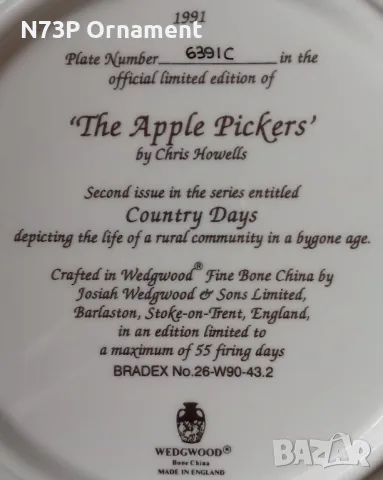 1991
N73P Ornament
Plate Number 6391C in the
official limited edition of
'The Apple Pickers'
by Chris Howells
Second issue in the series entitled
Country Days
depicting the life of a rural community in a bygone age.
Crafted in Wedgwood® Fine Bone China by
Josiah Wedgwood & Sons Limited,
Barlaston, Stoke-on-Trent, England,
in an edition limited to
a maximum of 55 firing days
BRADEX No.26-W90-43.2
WEDGWOOD®
Bone China
MADE IN ENGLAND
BAZAR